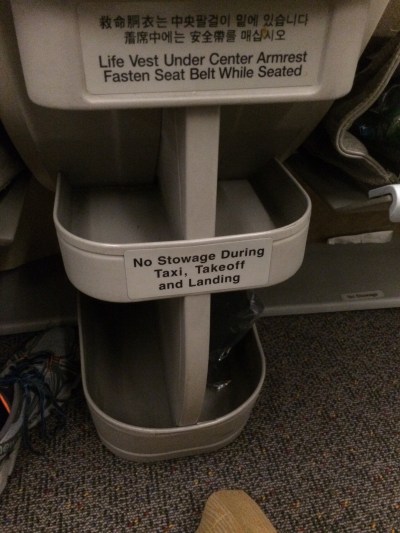 救命胴衣는 中央팔걸이 밑에 있습니다
着席中에는 安全帶를 매십시오
Life Vest Under Center Armrest
Fasten Seat Belt While Seated
No Stowage During
Taxi, Takeoff
and Landing
No Stowage